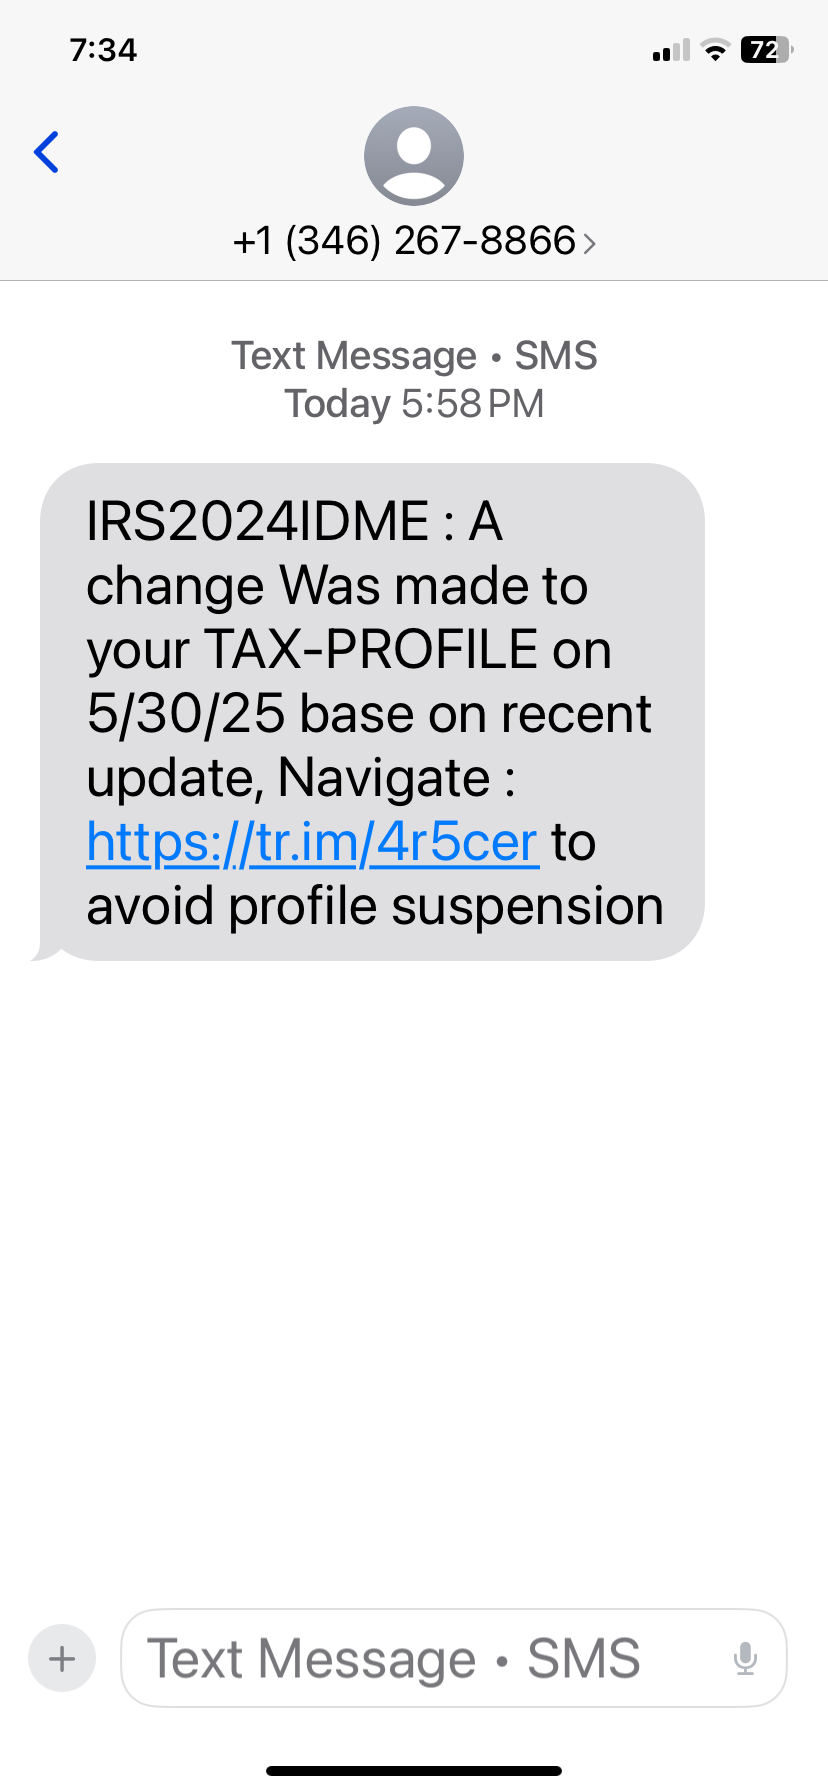 7:34
72
+1 (346) 267-8866
Text Message • SMS
Today 5:58 PM
IRS2024IDME : A
change Was made to
your TAX-PROFILE on
5/30/25 base on recent
update, Navigate :
https://tr.im/4r5cer to
avoid profile suspension
Text Message • SMS